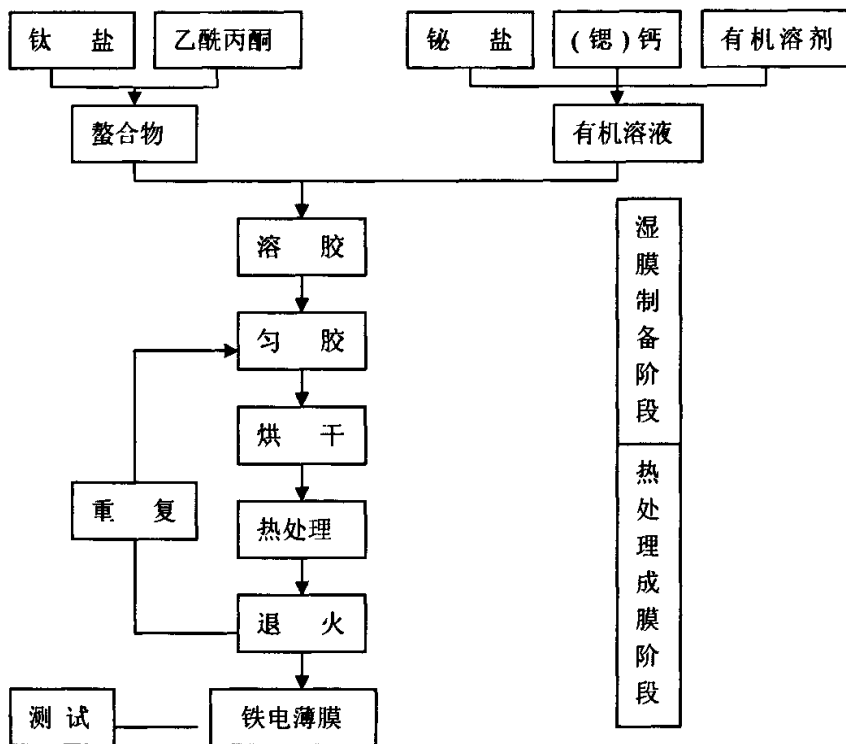 钛 盐
乙酰丙酮
铋 盐
(锶)钙
有机溶剂
螯合物
有机溶液
溶 胶
匀 胶
烘 干
重 复
热处理
退 火
测 试
铁电薄膜
湿膜制备阶段
热处理成膜阶段